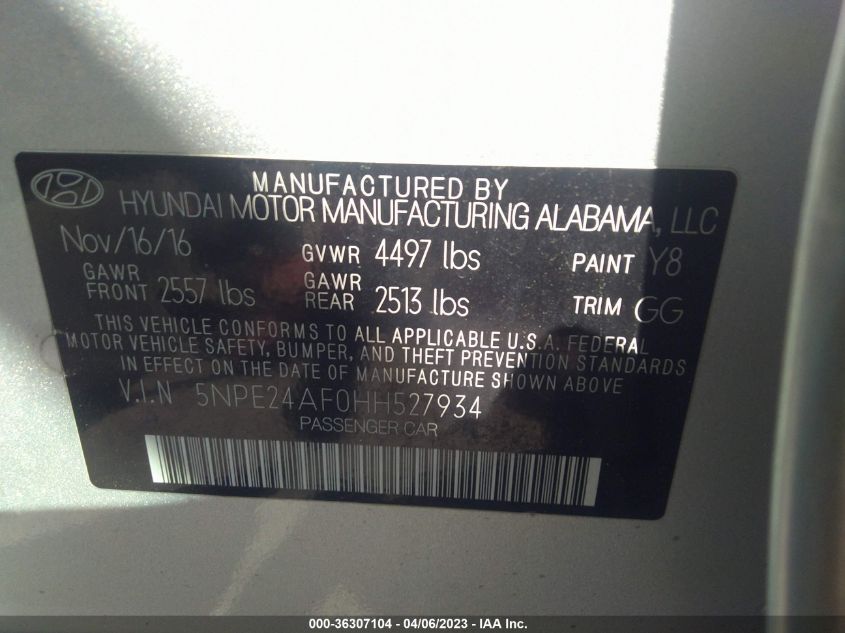 MANUFACTURED BY
HYUNDAI MOTOR MANUFACTURING ALABAMA, LLC
Nov/16/16 GVWR 4497 lbs PAINT Y8
GAWR FRONT 2557 lbs GAWR REAR 2513 lbs TRIM GG
THIS VEHICLE CONFORMS TO ALL APPLICABLE U.S.A. FEDERAL
MOTOR VEHICLE SAFETY, BUMPER, AND THEFT PREVENTION STANDARDS
IN EFFECT ON THE DATE OF MANUFACTURE SHOWN ABOVE.
V.I.N 5NPE24AF0HH527934
PASSENGER CAR
000-36307104 - 04/06/2023 - IAA Inc.